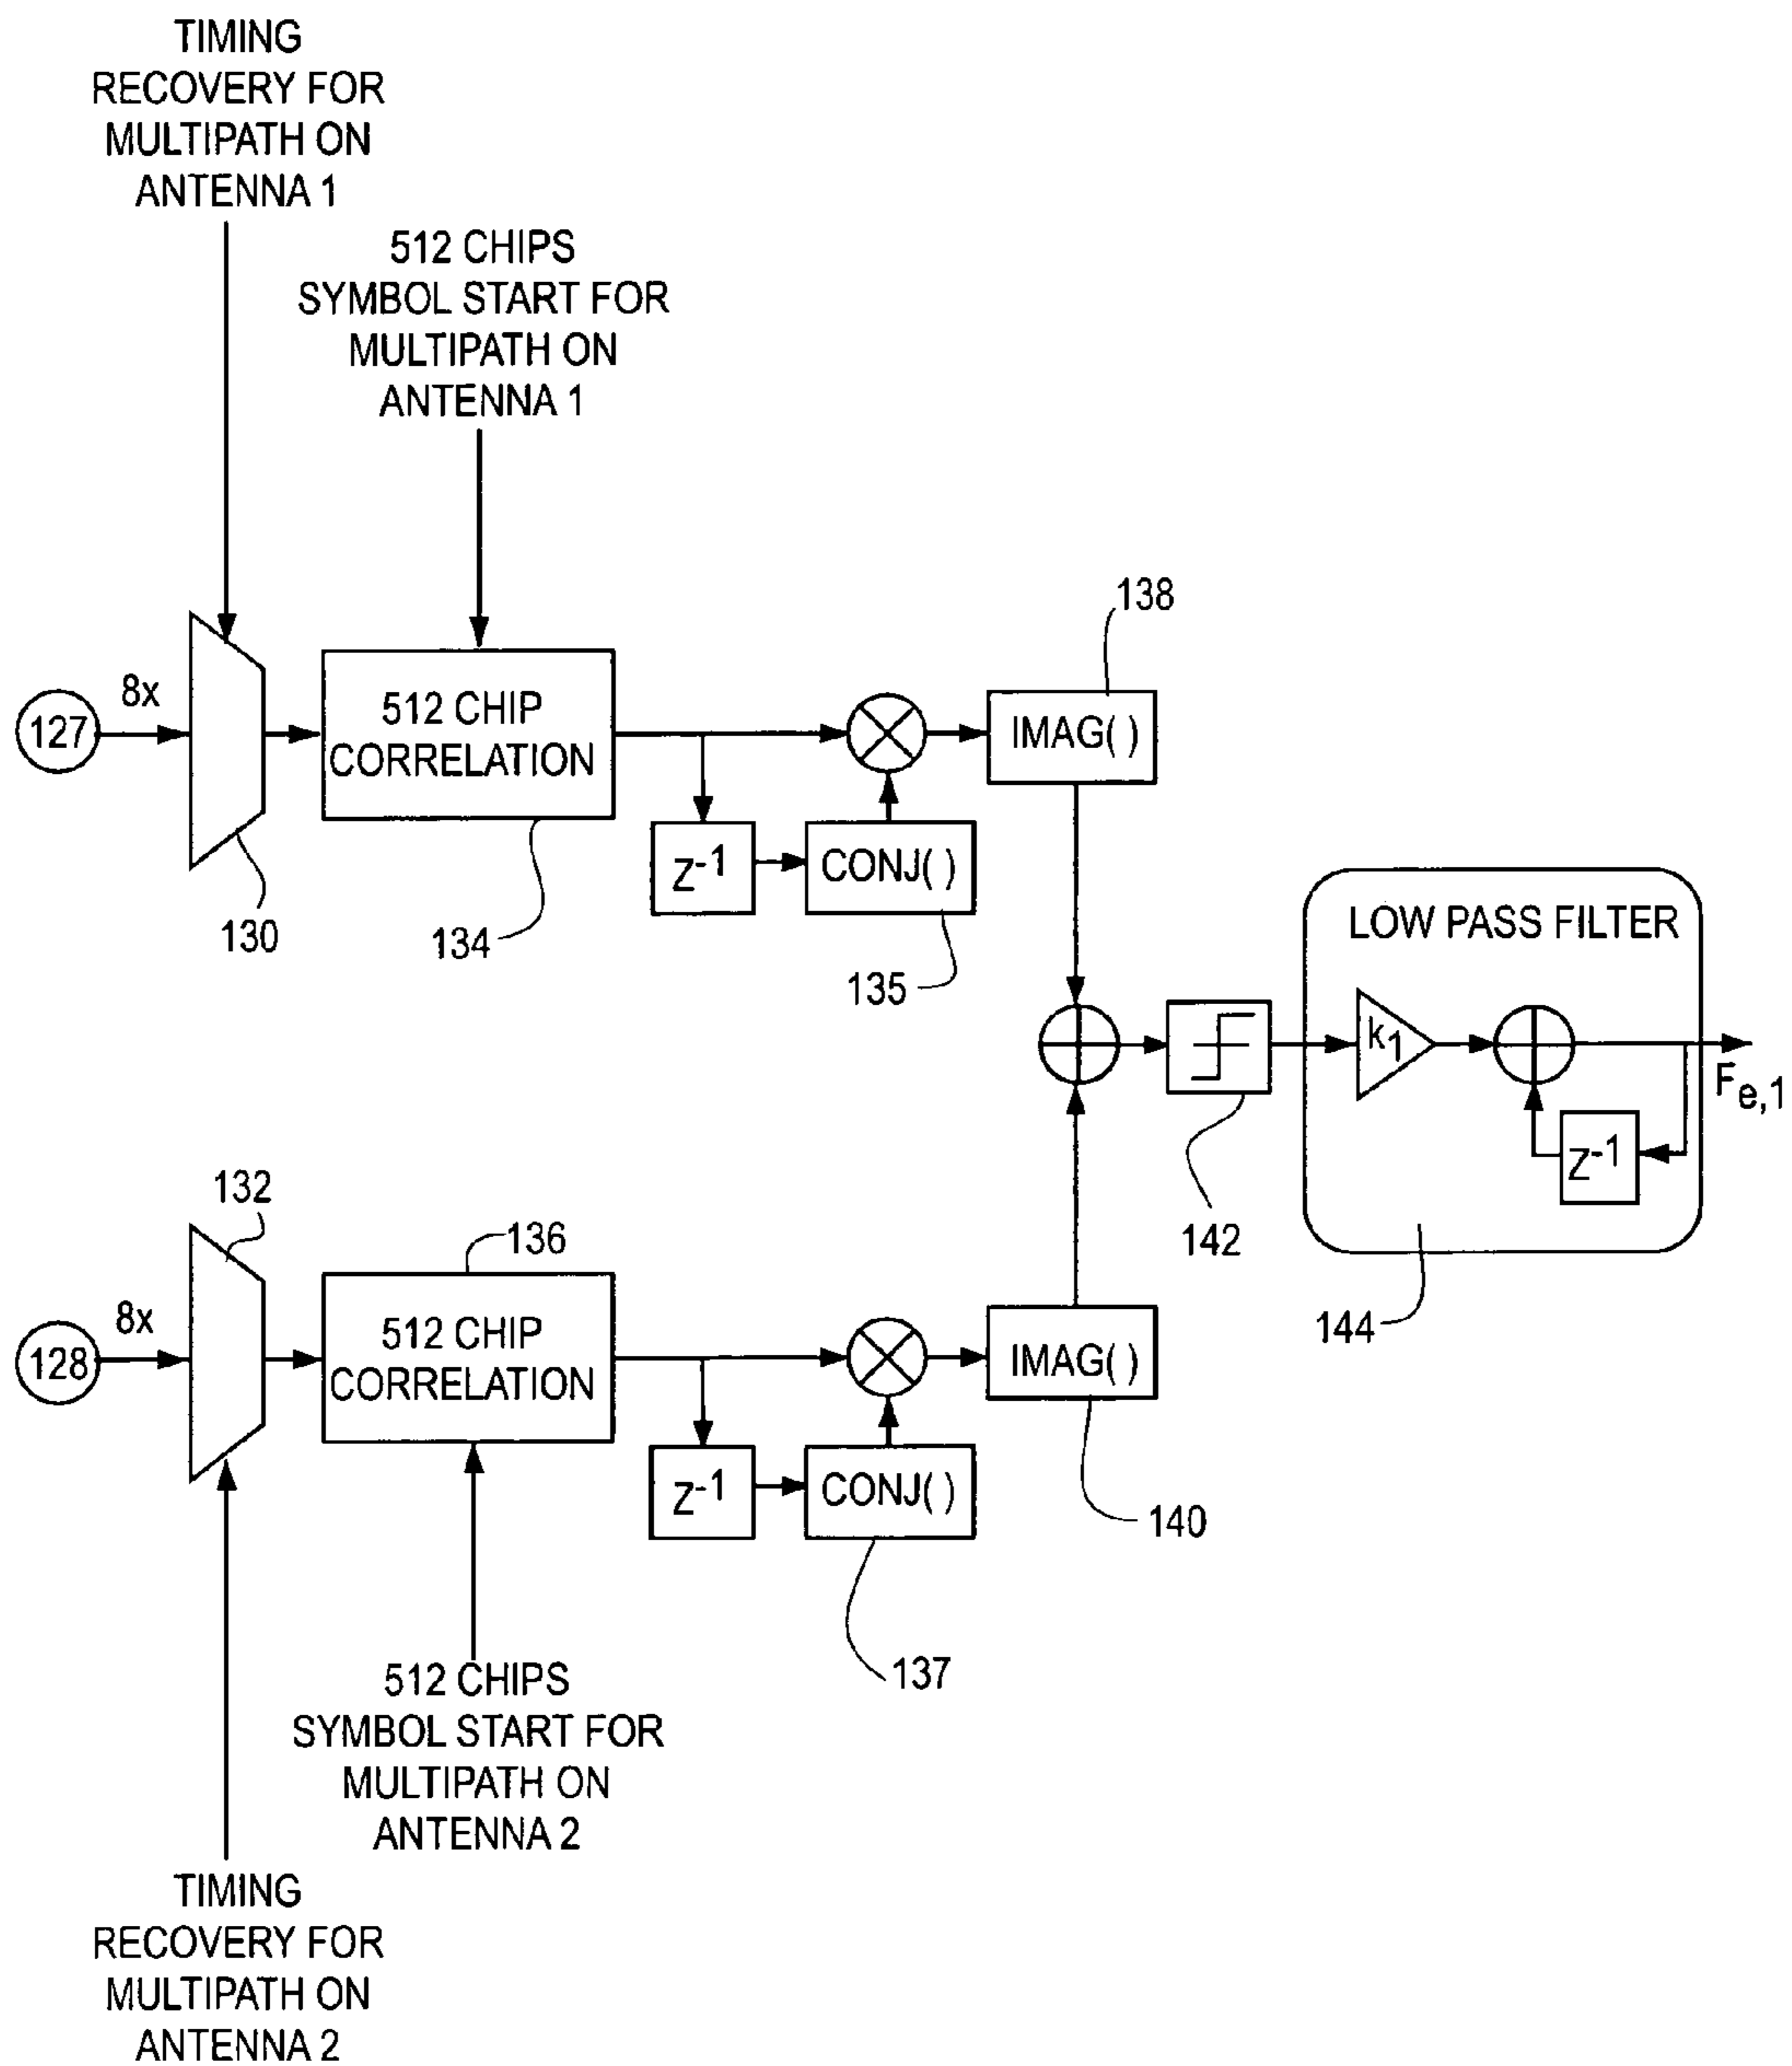 TIMING
RECOVERY FOR
MULTIPATH ON
ANTENNA 1
512 CHIPS
SYMBOL START FOR
MULTIPATH ON
ANTENNA 1
138
8x
127
512 CHIP
CORRELATION
IMAG( )
Z-1
CONJ( )
130
134
135
LOW PASS FILTER
k1
Fe,1
Z-1
142
144
132
136
8x
128
512 CHIP
CORRELATION
IMAG( )
Z-1
CONJ( )
140
137
512 CHIPS
SYMBOL START FOR
MULTIPATH ON
ANTENNA 2
TIMING
RECOVERY FOR
MULTIPATH ON
ANTENNA 2